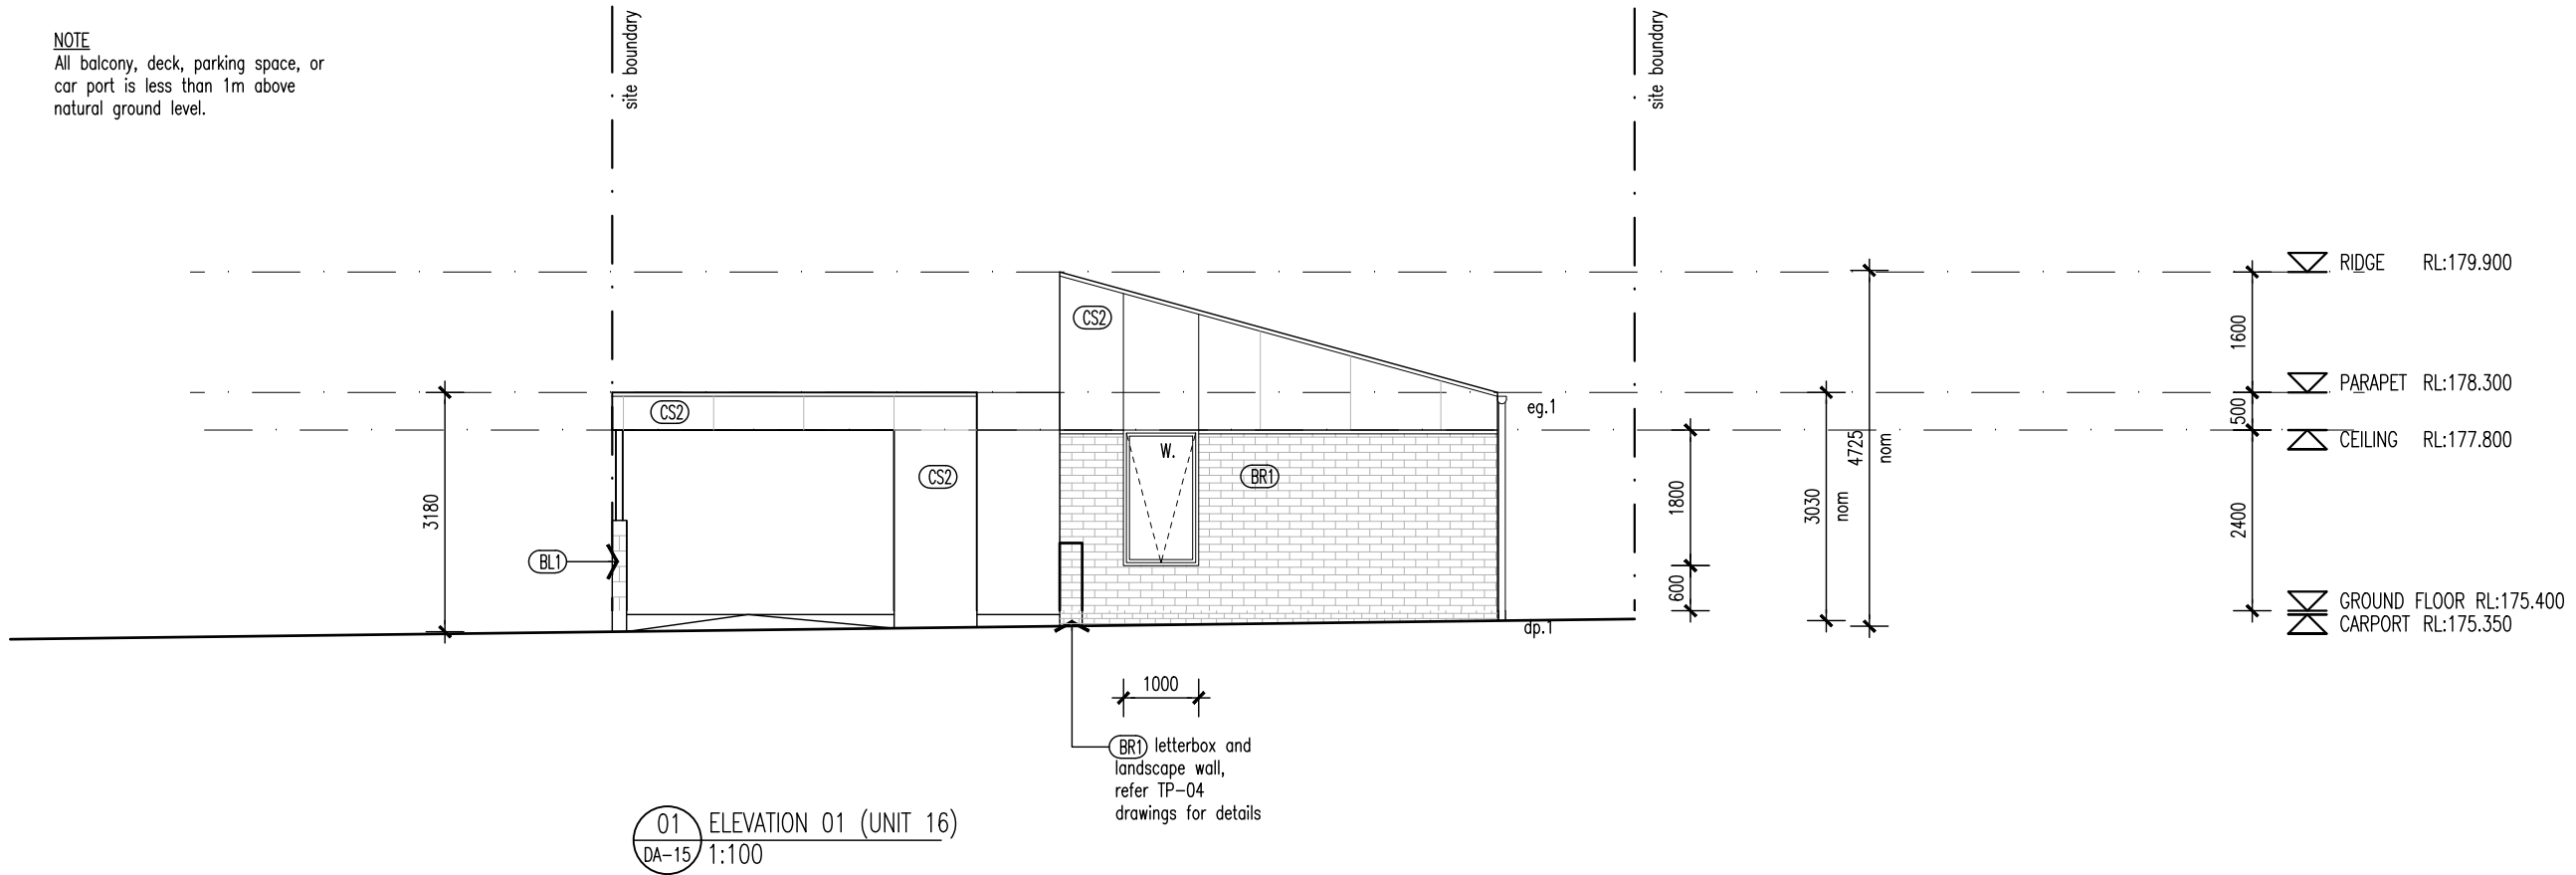 NOTE
All balcony, deck, parking space, or
car port is less than 1m above
natural ground level.
site boundary
site boundary
RIDGE RL:179.900
PARAPET RL:178.300
CEILING RL:177.800
GROUND FLOOR RL:175.400
CARPORT RL:175.350
1600
500
2400
4725
nom
3030
nom
1800
600
3180
CS2
CS2
CS2
W.
BR1
BL1
eg.1
dp.1
1000
BR1 letterbox and
landscape wall,
refer TP-04
drawings for details
01 ELEVATION 01 (UNIT 16)
DA-15 1:100